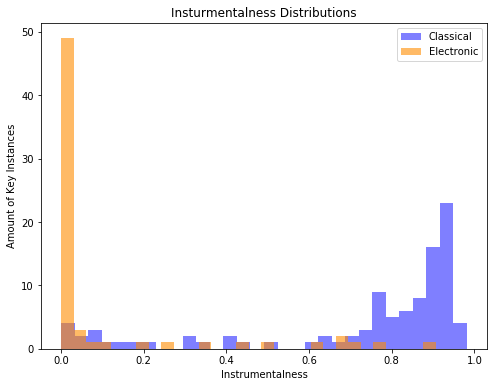 Insturmentalness Distributions
Classical
Electronic
Amount of Key Instances
50
40
30
20
10
0
0.0 0.2 0.4 0.6 0.8 1.0
Instrumentalness